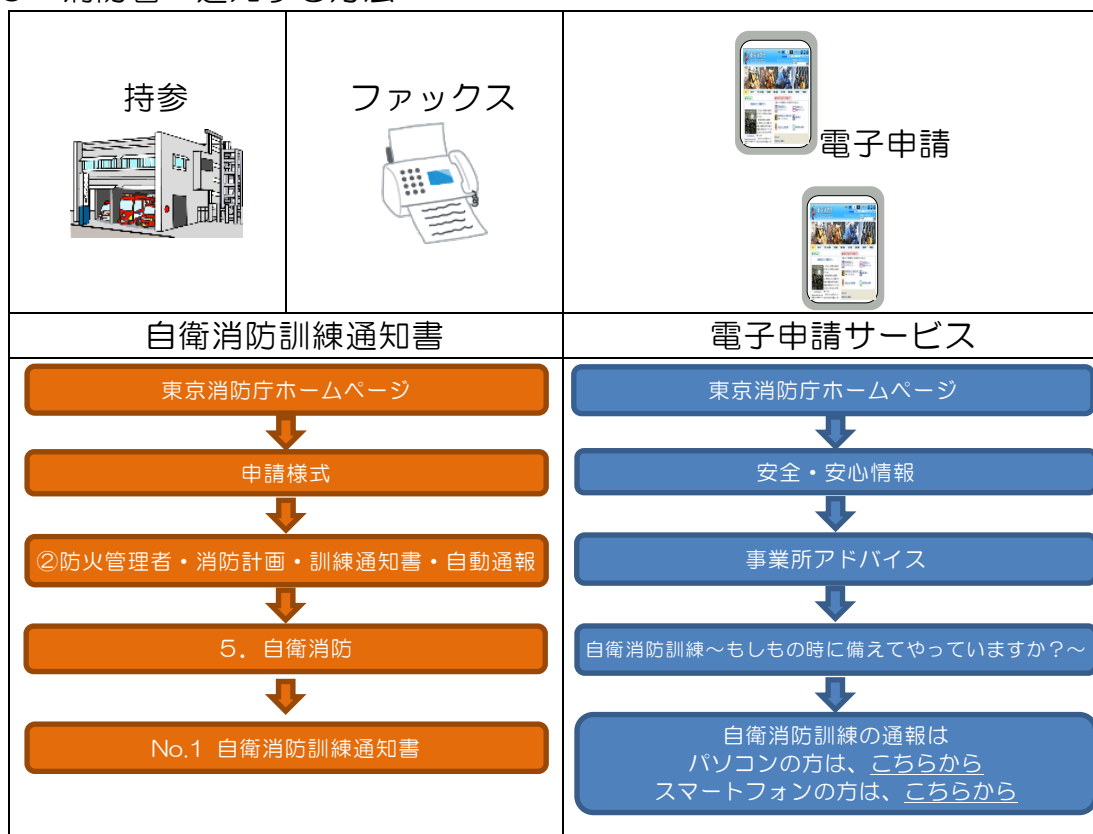 持参
ファックス
電子申請
自衛消防訓練通知書
東京消防庁ホームページ
申請様式
②防火管理者・消防計画・訓練通知書・自動通報
５．自衛消防
No.1 自衛消防訓練通知書
電子申請サービス
東京消防庁ホームページ
安全・安心情報
事業所アドバイス
自衛消防訓練～もしもの時に備えてやっていますか？～
自衛消防訓練の通報は
パソコンの方は、こちらから
スマートフォンの方は、こちらから